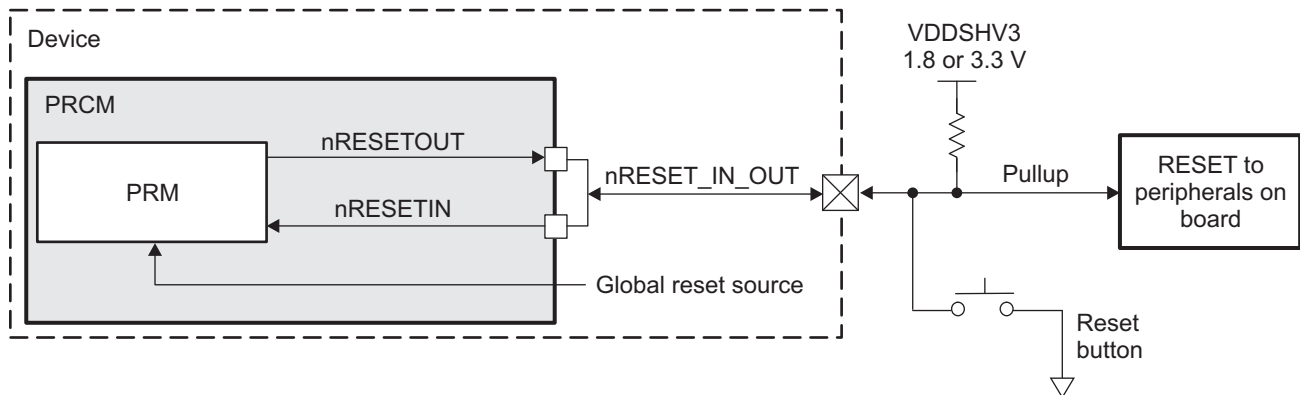 Device
VDDSHV3
1.8 or 3.3 V
PRCM
nRESETOUT
PRM
nRESET_IN_OUT
nRESETIN
Pullup
RESET to
peripherals on
board
Global reset source
Reset
button